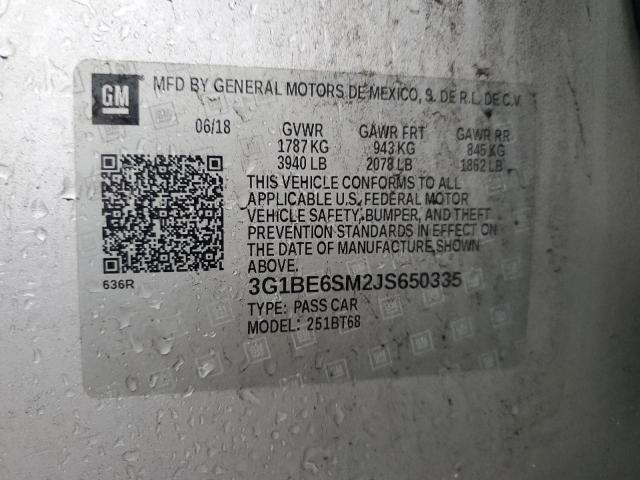 GM
MFD BY GENERAL MOTORS DE MEXICO, S. DE R.L. DE C.V.
06/18 GVWR GAWR FRT GAWR RR
1787 KG 943 KG 845 KG
3940 LB 2078 LB 1862 LB
THIS VEHICLE CONFORMS TO ALL
APPLICABLE U.S. FEDERAL MOTOR
VEHICLE SAFETY, BUMPER, AND THEFT
PREVENTION STANDARDS IN EFFECT ON
THE DATE OF MANUFACTURE SHOWN
ABOVE.
636R
3G1BE6SM2JS650335
TYPE: PASS CAR
MODEL: 251BT68